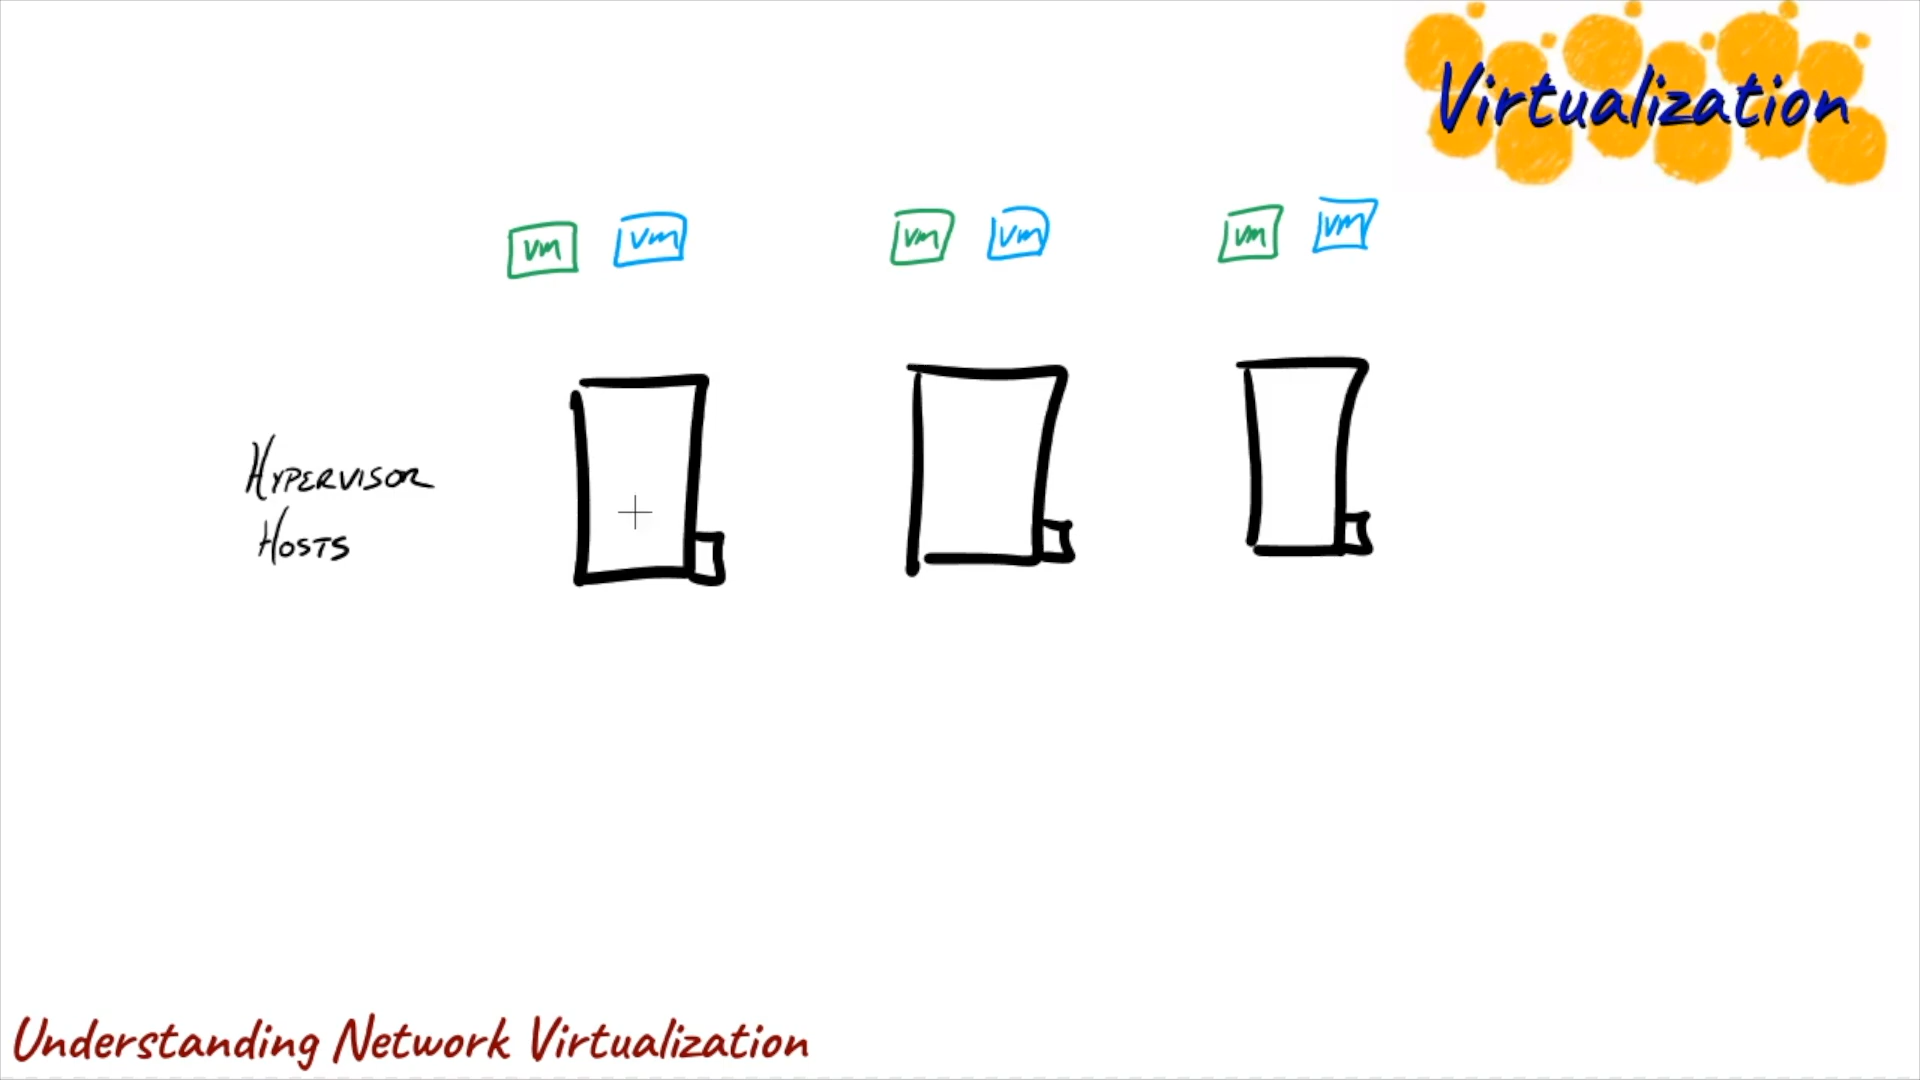 Virtualization
vm vm vm vm vm vm
HYPERVISOR
HOSTS
Understanding Network Virtualization